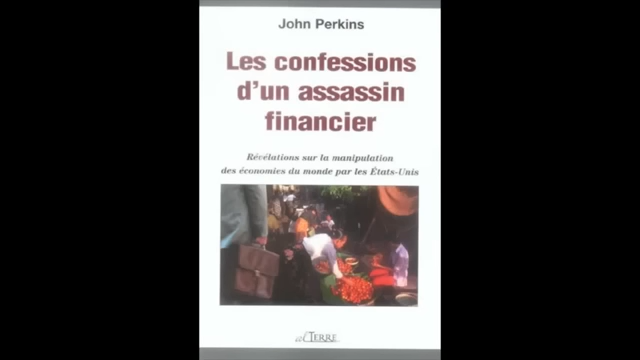 John Perkins
Les confessions
d'un assassin
financier
Révélations sur la manipulation
des économies du monde par les États-Unis
alTERRE